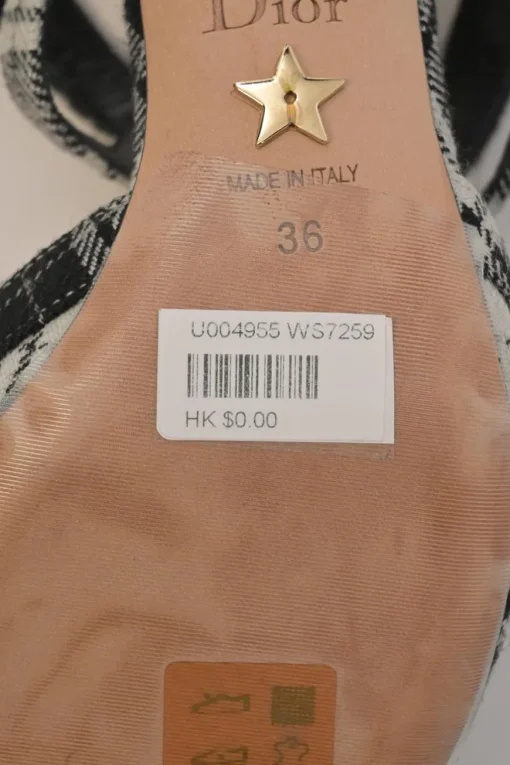 Dior
MADE IN ITALY
36
U004955 WS7259
HK $0.00